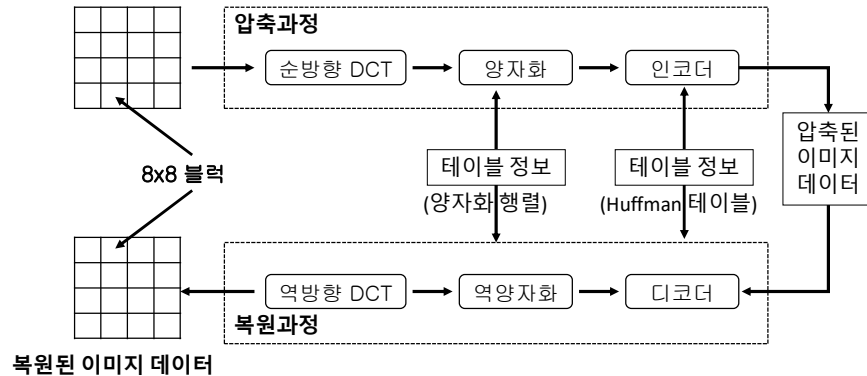 압축과정
순방향 DCT
양자화
인코더
8x8 블럭
테이블 정보
(양자화 행렬)
테이블 정보
(Huffman 테이블)
압축된
이미지
데이터
역방향 DCT
역양자화
디코더
복원과정
복원된 이미지 데이터